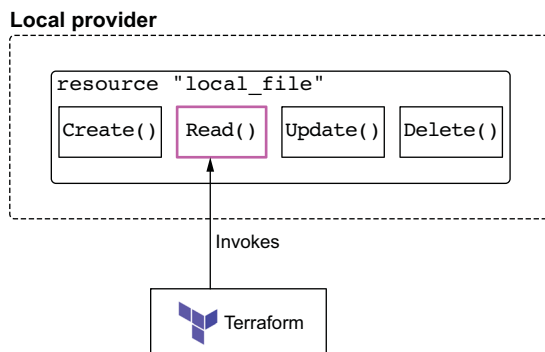 Local provider
resource "local_file"
Create() Read() Update() Delete()
Invokes
Terraform